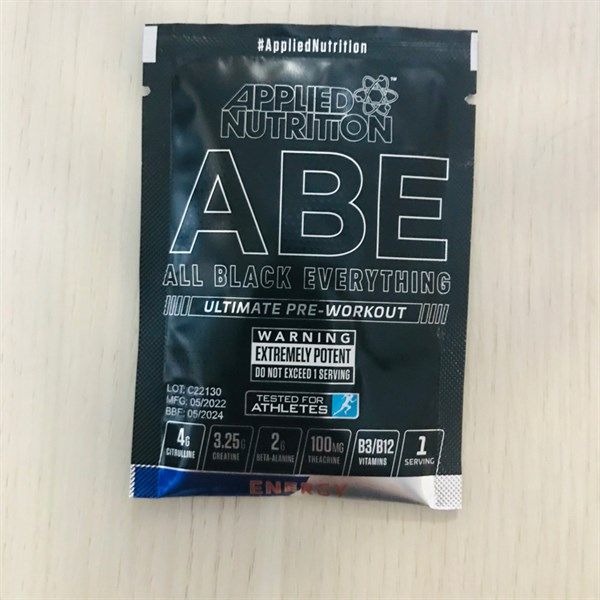 #AppliedNutrition
APPLIED
NUTRITION™
ABE
ALL BLACK EVERYTHING
ULTIMATE PRE-WORKOUT
WARNING
EXTREMELY POTENT
DO NOT EXCEED 1 SERVING
LOT: C22130
MFG: 05/2022
BBF: 05/2024
TESTED FOR
ATHLETES
4G
CITRULLINE
3.25G
CREATINE
2G
BETA-ALANINE
100MG
THEACRINE
B3/B12
VITAMINS
1
SERVING
ENERGY